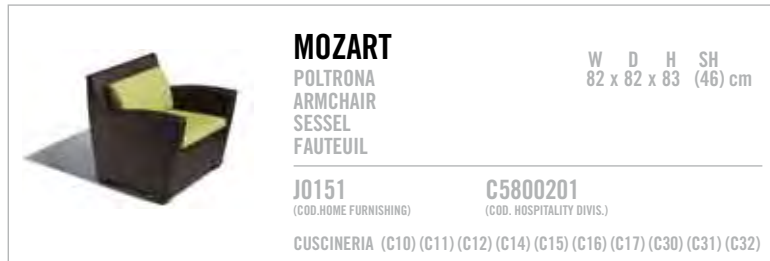 MOZART
POLTRONA
ARMCHAIR
SESSEL
FAUTEUIL
W D H SH
82 x 82 x 83 (46) cm
J0151
(COD.HOME FURNISHING)
C5800201
(COD. HOSPITALITY DIVIS.)
CUSCINERIA (C10) (C11) (C12) (C14) (C15) (C16) (C17) (C30) (C31) (C32)